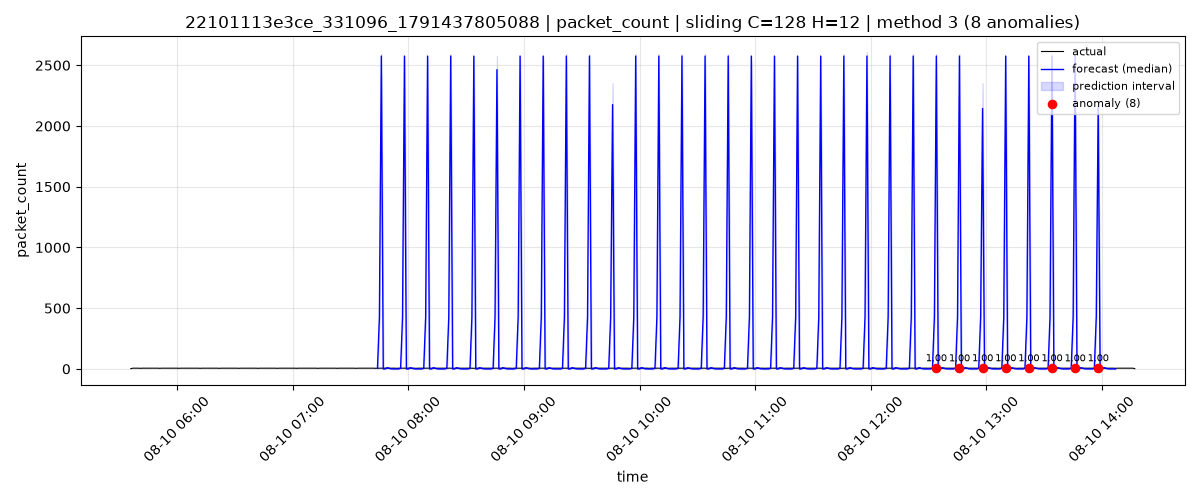 22101113e3ce_331096_1791437805088 | packet_count | sliding C=128 H=12 | method 3 (8 anomalies)
actual
forecast (median)
prediction interval
anomaly (8)
packet_count
2500
2000
1500
1000
500
0
1.00 1.00 1.00 1.00 1.00 1.00 1.00 1.00
08-10 06:00 08-10 07:00 08-10 08:00 08-10 09:00 08-10 10:00 08-10 11:00 08-10 12:00 08-10 13:00 08-10 14:00
time